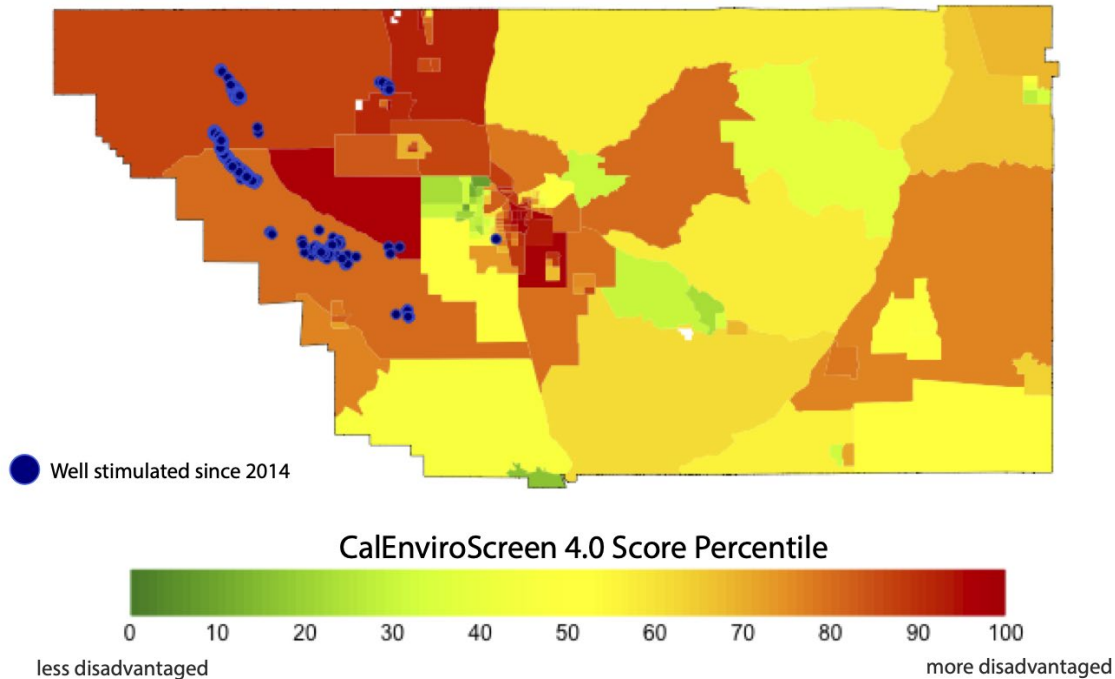 Well stimulated since 2014
CalEnviroScreen 4.0 Score Percentile
0 10 20 30 40 50 60 70 80 90 100
less disadvantaged more disadvantaged